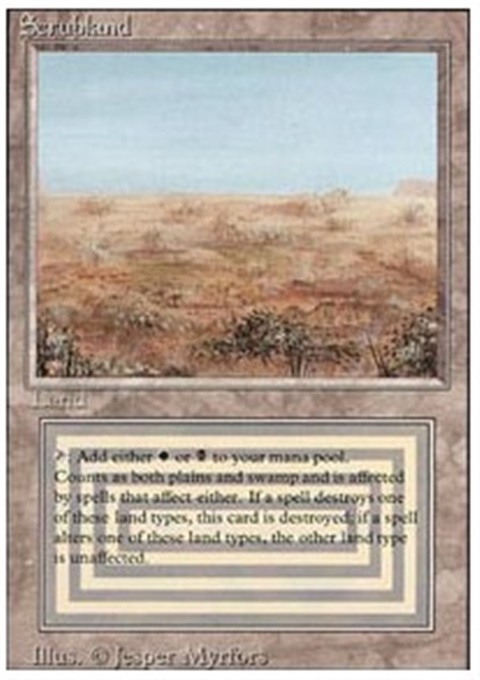 Scrubland
Land
: Add either or to your mana pool.
Counts as both plains and swamp and is affected
by spells that affect either. If a spell destroys one
of these land types, this card is destroyed; if a spell
alters one of these land types, the other land type
is unaffected.
Illus. © Jesper Myrfors